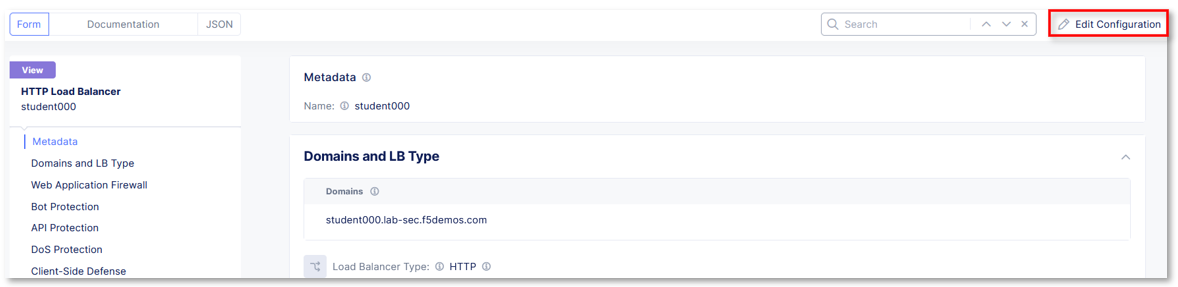 Form Documentation JSON Search Edit Configuration
View
HTTP Load Balancer
student000
Metadata
Domains and LB Type
Web Application Firewall
Bot Protection
API Protection
DoS Protection
Client-Side Defense
Metadata
Name: student000
Domains and LB Type
Domains
student000.lab-sec.f5demos.com
Load Balancer Type: HTTP